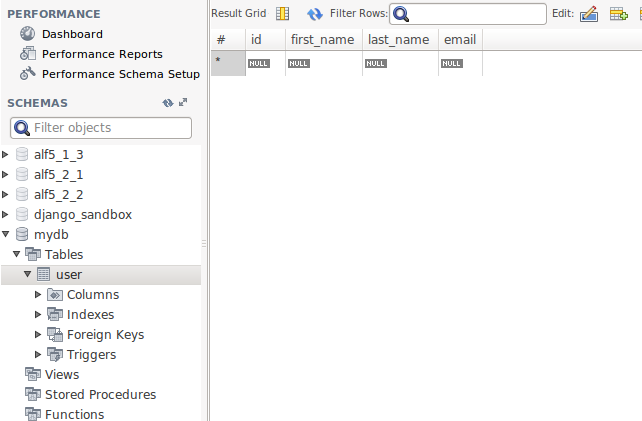 PERFORMANCE
Dashboard
Performance Reports
Performance Schema Setup
SCHEMAS
Filter objects
alf5_1_3
alf5_2_1
alf5_2_2
django_sandbox
mydb
Tables
user
Columns
Indexes
Foreign Keys
Triggers
Views
Stored Procedures
Functions
Result Grid Filter Rows: Edit:
# id first_name last_name email
* NULL NULL NULL NULL